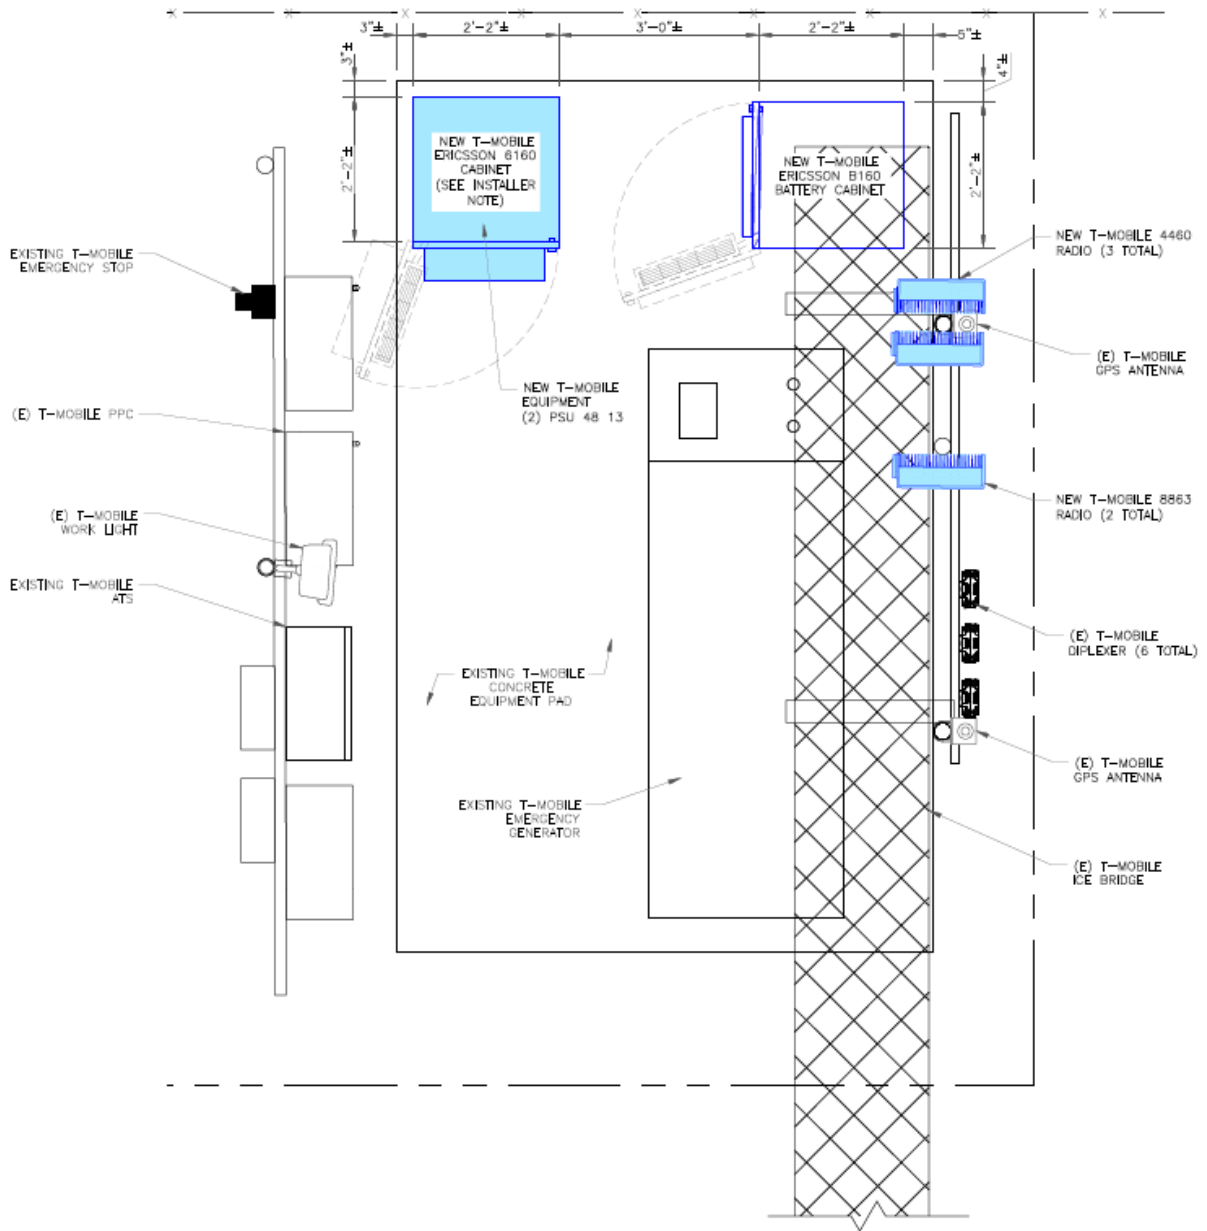 3"±
2'-2"±
3'-0"±
2'-2"±
5"±
3"±
4"±
2'-2"±
2'-2"±
NEW T-MOBILE
ERICSSON 6160
CABINET
(SEE INSTALLER
NOTE)
NEW T-MOBILE
ERICSSON B160
BATTERY CABINET
EXISTING T-MOBILE
EMERGENCY STOP
NEW T-MOBILE 4460
RADIO (3 TOTAL)
(E) T-MOBILE
GPS ANTENNA
NEW T-MOBILE
EQUIPMENT
(2) PSU 48 13
(E) T-MOBILE PPC
(E) T-MOBILE
WORK LIGHT
NEW T-MOBILE 8863
RADIO (2 TOTAL)
EXISTING T-MOBILE
ATS
(E) T-MOBILE
DIPLEXER (6 TOTAL)
EXISTING T-MOBILE
CONCRETE
EQUIPMENT PAD
(E) T-MOBILE
GPS ANTENNA
EXISTING T-MOBILE
EMERGENCY
GENERATOR
(E) T-MOBILE
ICE BRIDGE